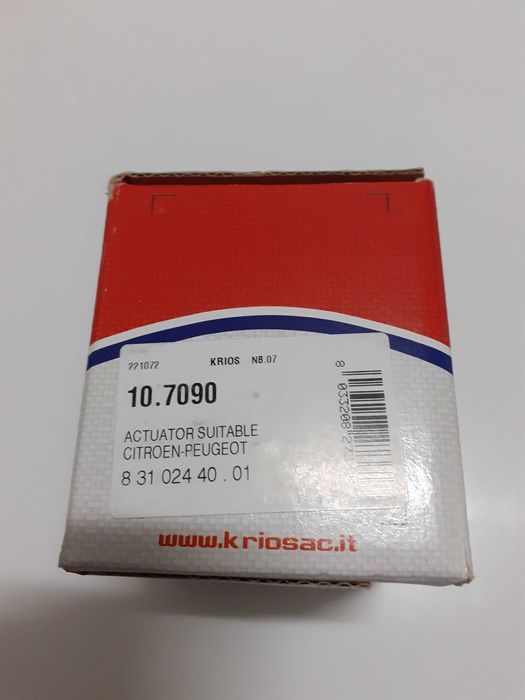 221072 KRIOS NB.07
10.7090
ACTUATOR SUITABLE
CITROEN-PEUGEOT
8 31 024 40 . 01
www.kriosac.it